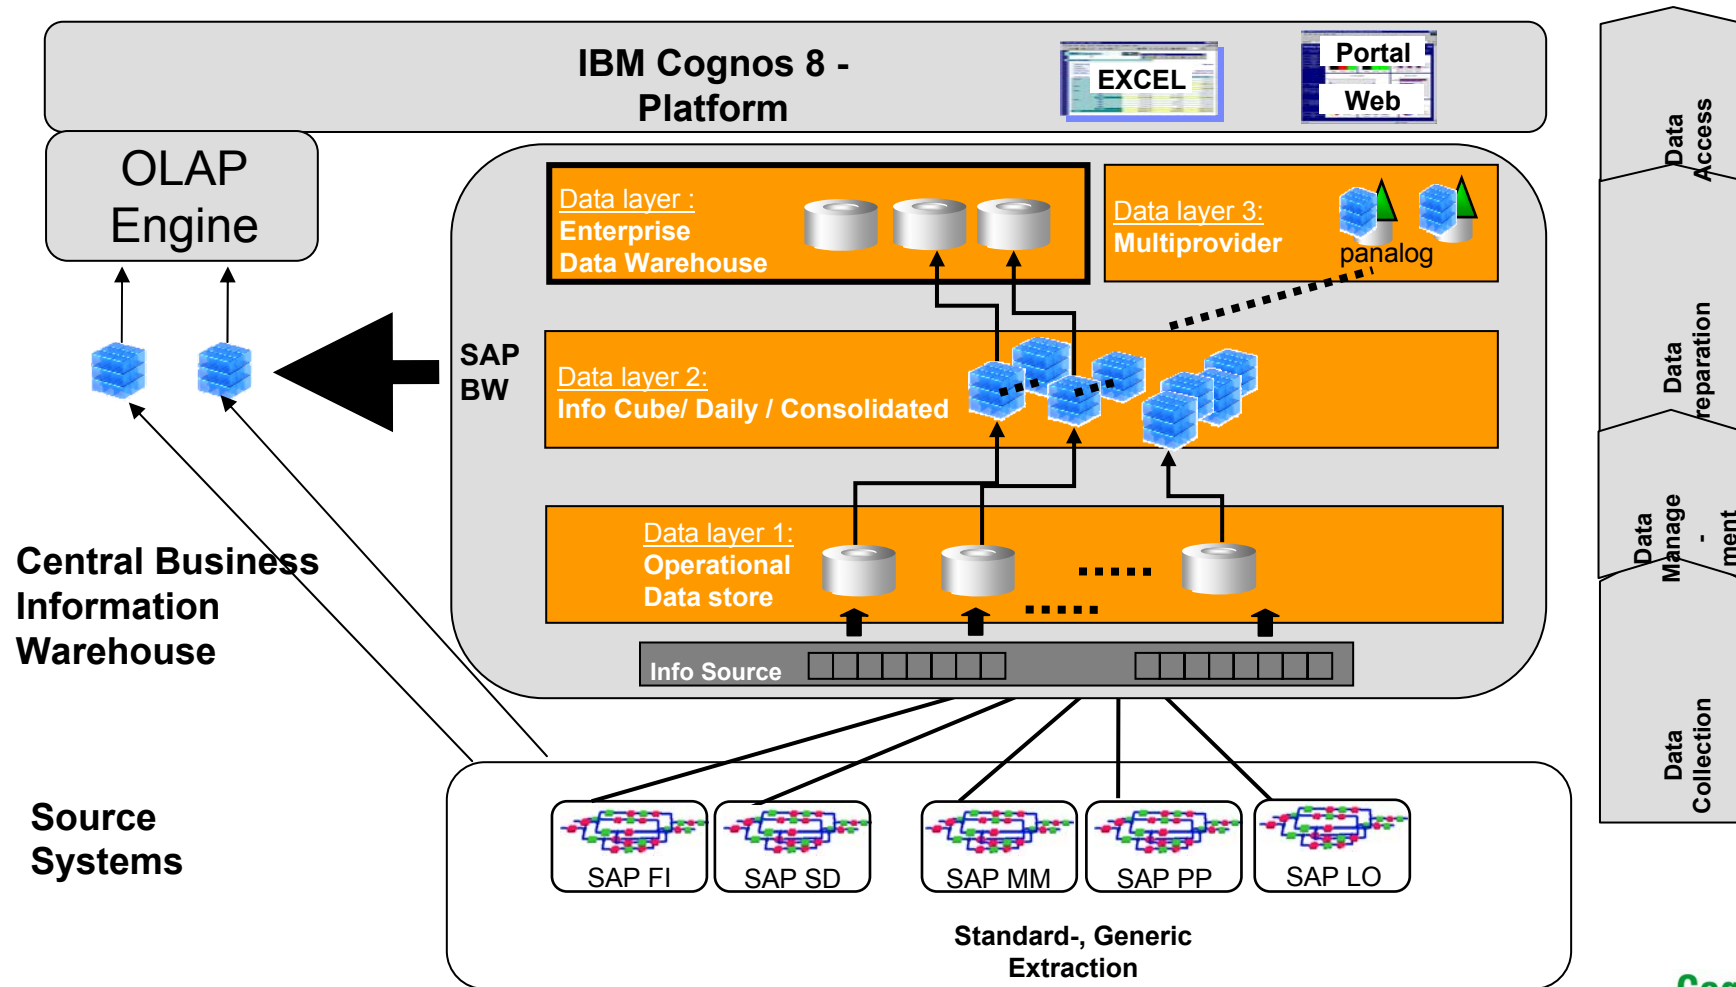 IBM Cognos 8 -
Platform
EXCEL
Portal
Web
OLAP
Engine
Data layer :
Enterprise
Data Warehouse
Data layer 3:
Multiprovider
panalog
SAP
BW
Data layer 2:
Info Cube/ Daily / Consolidated
Data layer 1:
Operational
Data store
Info Source
Central Business
Information
Warehouse
Source
Systems
SAP FI
SAP SD
SAP MM
SAP PP
SAP LO
Standard-, Generic
Extraction
Data
Access
Data
reparation
Data
Manage
-
ment
Data
Collection